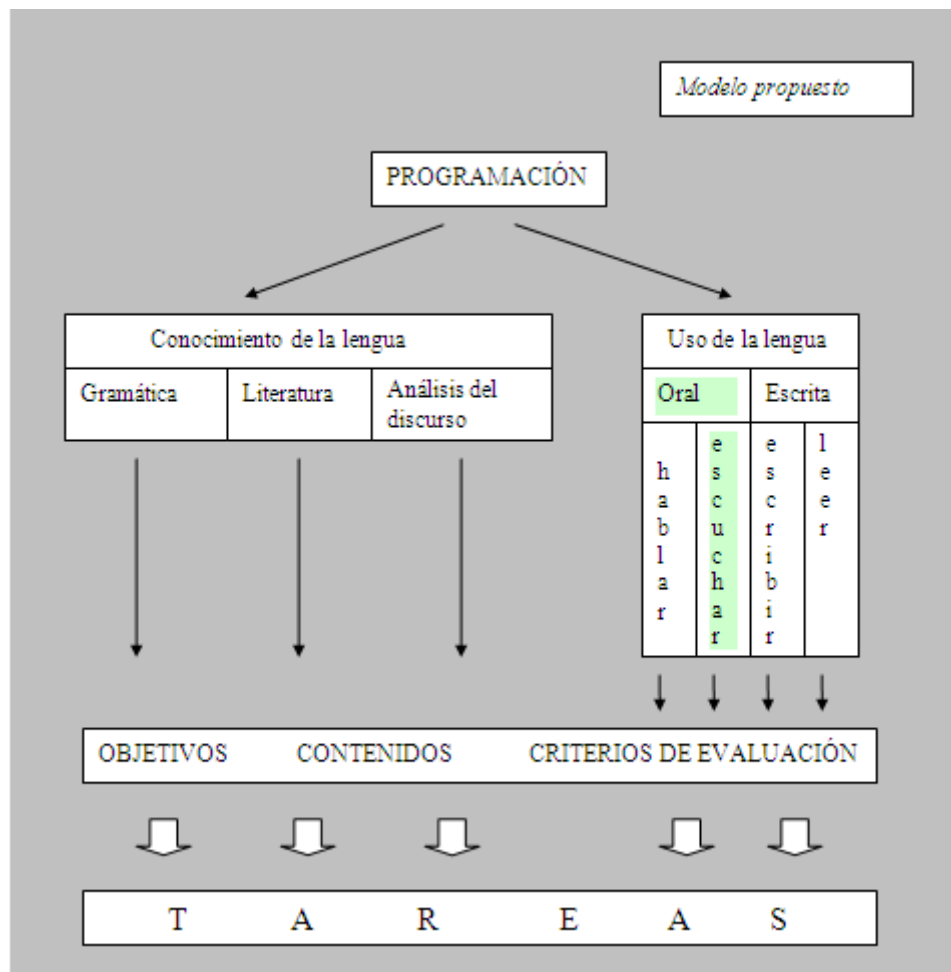 Modelo propuesto
PROGRAMACIÓN
Conocimiento de la lengua
Gramática
Literatura
Análisis del
discurso
Uso de la lengua
Oral
Escrita
hablar
escuchar
escribir
leer
OBJETIVOS CONTENIDOS CRITERIOS DE EVALUACIÓN
T A R E A S